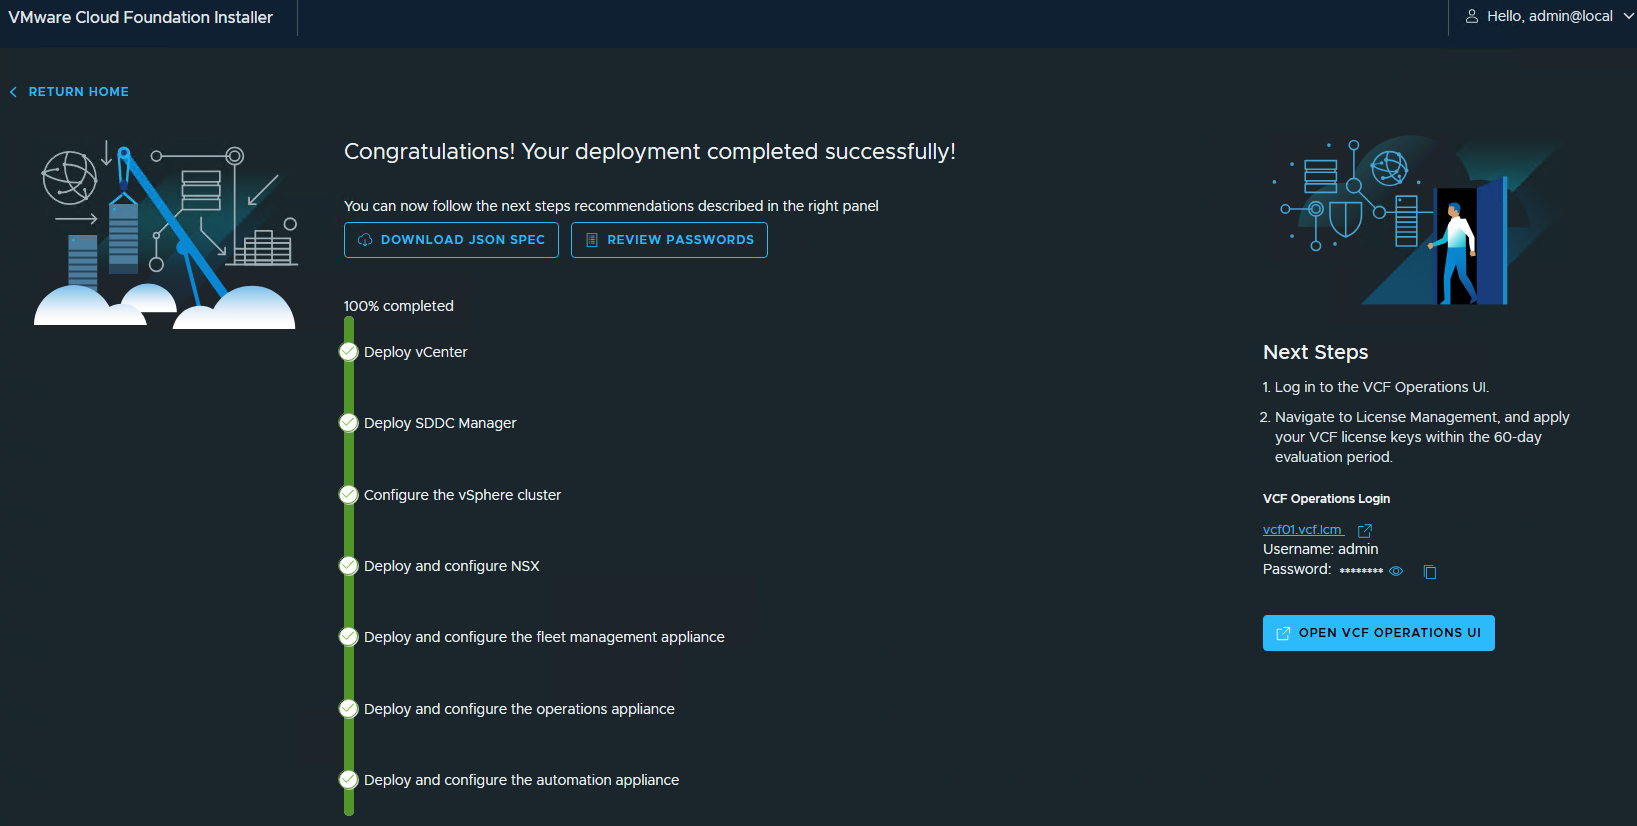 VMware Cloud Foundation Installer
Hello, admin@local
RETURN HOME
Congratulations! Your deployment completed successfully!
You can now follow the next steps recommendations described in the right panel
DOWNLOAD JSON SPEC
REVIEW PASSWORDS
100% completed
Deploy vCenter
Deploy SDDC Manager
Configure the vSphere cluster
Deploy and configure NSX
Deploy and configure the fleet management appliance
Deploy and configure the operations appliance
Deploy and configure the automation appliance
Next Steps
1. Log in to the VCF Operations UI.
2. Navigate to License Management, and apply
your VCF license keys within the 60-day
evaluation period.
VCF Operations Login
vcf01.vcf.lcm
Username: admin
Password: ********
OPEN VCF OPERATIONS UI